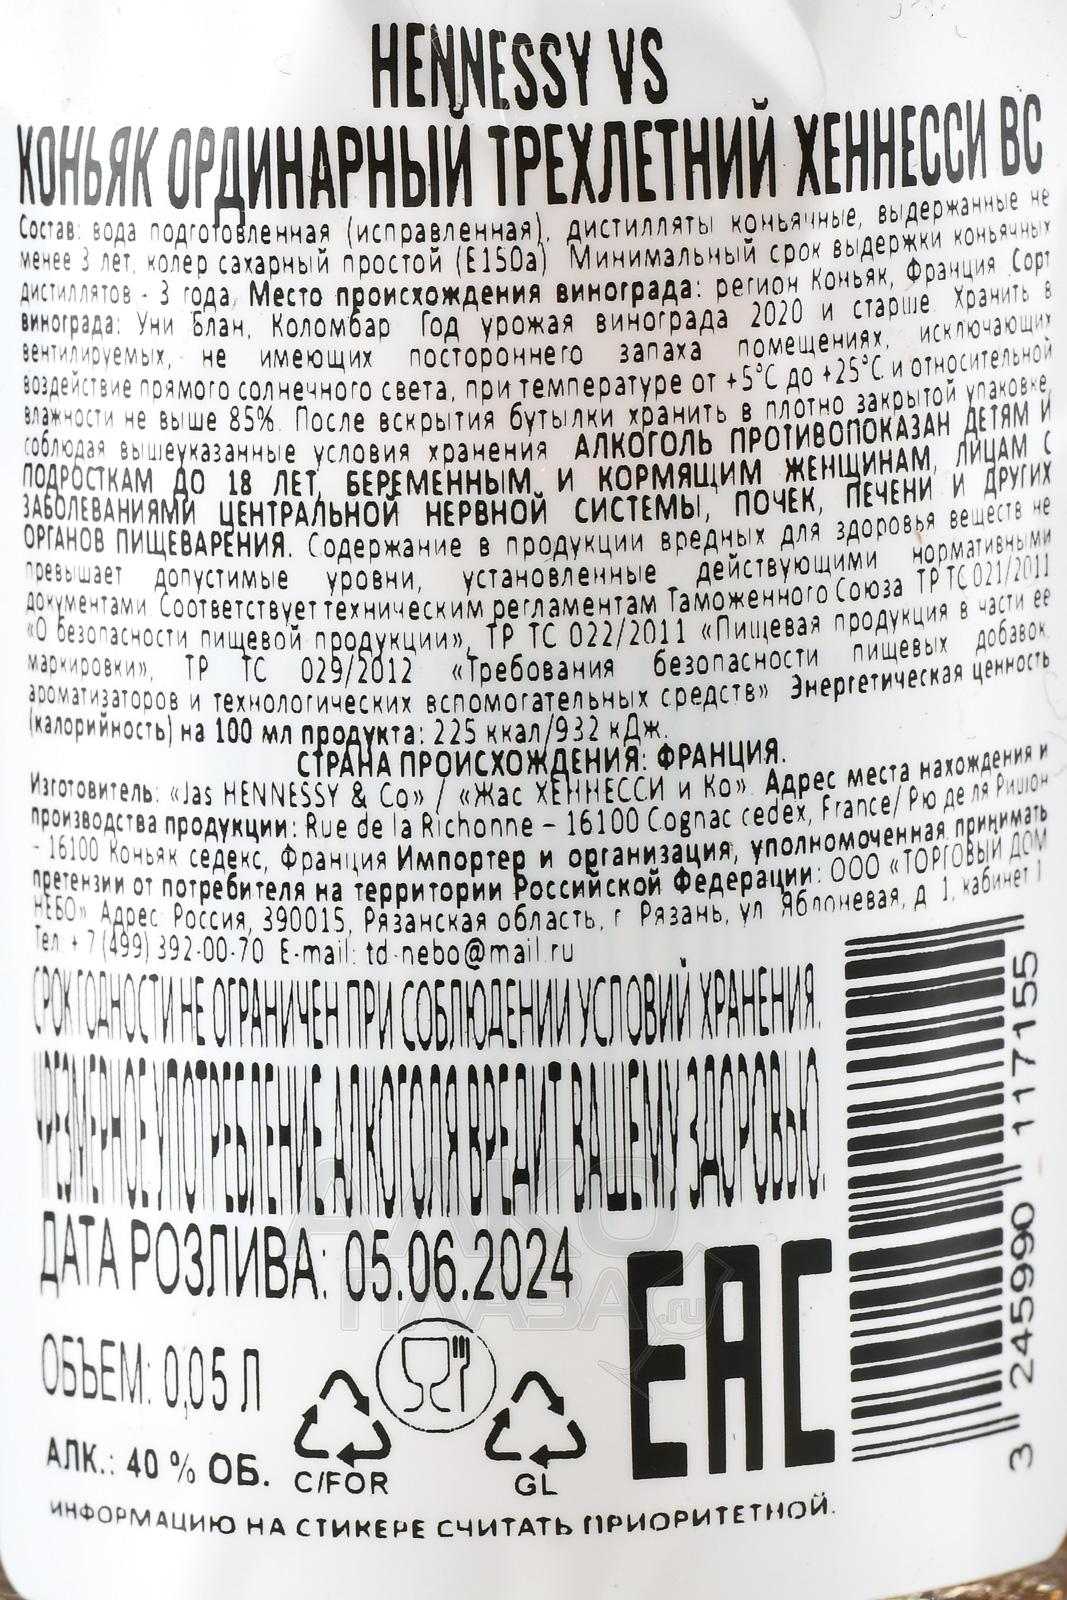 HENNESSY VS
КОНЬЯК ОРДИНАРНЫЙ ТРЕХЛЕТНИЙ ХЕННЕССИ ВС
Состав: вода подготовленная (исправленная), дистилляты коньячные, выдержанные не
менее 3 лет, колер сахарный простой (Е150а) Минимальный срок выдержки коньячных
дистиллятов - 3 года, Место происхождения винограда: регион Коньяк, Франция Сорт
винограда: Уни Блан, Коломбар Год урожая винограда 2020 и старше. Хранить в
вентилируемых, не имеющих постороннего запаха помещениях, исключающих
воздействие прямого солнечного света, при температуре от +5°С до +25°С и относительной
влажности не выше 85%. После вскрытия бутылки хранить в плотно закрытой упаковке,
соблюдая вышеуказанные условия хранения АЛКОГОЛЬ ПРОТИВОПОКАЗАН ДЕТЯМ И
ПОДРОСТКАМ ДО 18 ЛЕТ, БЕРЕМЕННЫМ И КОРМЯЩИМ ЖЕНЩИНАМ, ЛИЦАМ С
ЗАБОЛЕВАНИЯМИ ЦЕНТРАЛЬНОЙ НЕРВНОЙ СИСТЕМЫ, ПОЧЕК, ПЕЧЕНИ И ДРУГИХ
ОРГАНОВ ПИЩЕВАРЕНИЯ. Содержание в продукции вредных для здоровья веществ не
превышает допустимые уровни, установленные действующими нормативными
документами. Соответствует техническим регламентам Таможенного Союза ТР ТС 021/2011
«О безопасности пищевой продукции», ТР ТС 022/2011 «Пищевая продукция в части ее
маркировки», ТР ТС 029/2012 «Требования безопасности пищевых добавок,
ароматизаторов и технологических вспомогательных средств» Энергетическая ценность
(калорийность) на 100 мл продукта: 225 ккал/932 кДж.
СТРАНА ПРОИСХОЖДЕНИЯ: ФРАНЦИЯ.
Изготовитель: «Jas HENNESSY & Co» / «Жас ХЕННЕССИ и Ко». Адрес места нахождения и
производства продукции: Rue de la Richonne – 16100 Cognac cedex, France/ Рю де ля Ришон
- 16100 Коньяк седекс, Франция Импортер и организация, уполномоченная принимать
претензии от потребителя на территории Российской Федерации: ООО «ТОРГОВЫЙ ДОМ
НЕБО» Адрес: Россия, 390015, Рязанская область, г Рязань, ул Яблочневая, д 1, кабинет 1
Тел: + 7 (499) 392-00-70 E-mail: td-nebo@mail.ru
СРОК ГОДНОСТИ НЕ ОГРАНИЧЕН ПРИ СОБЛЮДЕНИИ УСЛОВИЙ ХРАНЕНИЯ.
ЧРЕЗМЕРНОЕ УПОТРЕБЛЕНИЕ АЛКОГОЛЯ ВРЕДИТ ВАШЕМУ ЗДОРОВЬЮ.
ДАТА РОЗЛИВА: 05.06.2024
ОБЪЕМ: 0,05 Л
АЛК.: 40 % ОБ.
C/FOR
GL
EAC
3 245990 117155
ИНФОРМАЦИЮ НА СТИКЕРЕ СЧИТАТЬ ПРИОРИТЕТНОЙ.
АЛКО
ПЛАЗА.ru